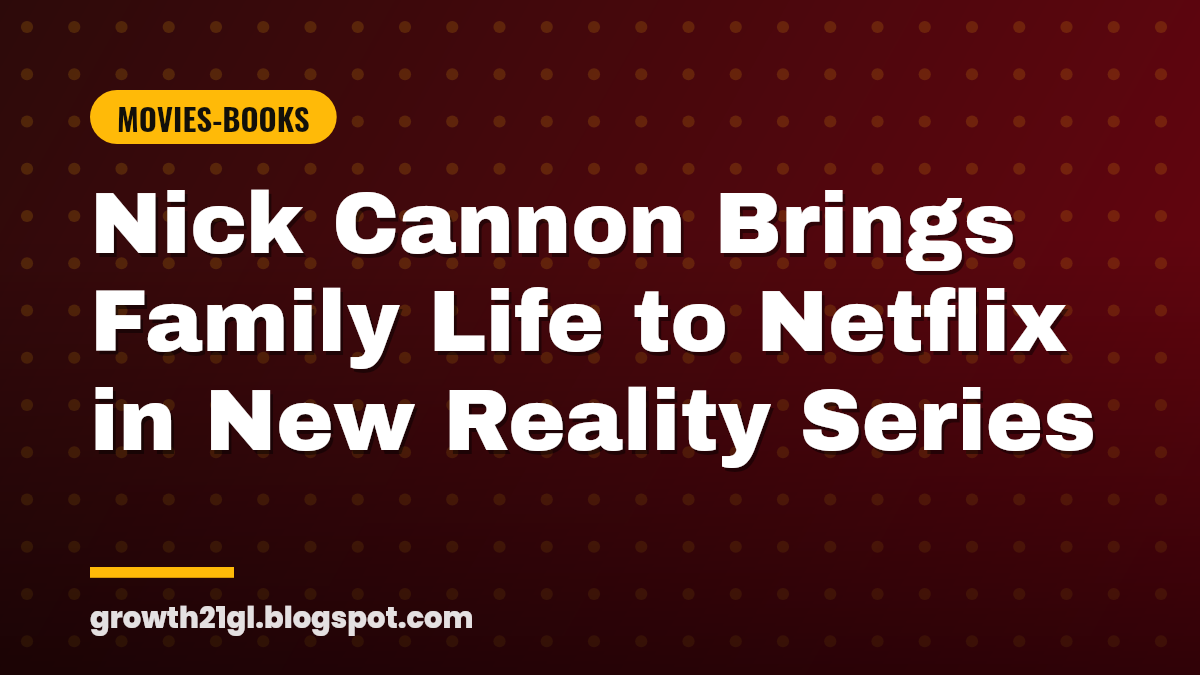 MOVIES-BOOKS
Nick Cannon Brings
Family Life to Netflix
in New Reality Series
growth21gl.blogspot.com